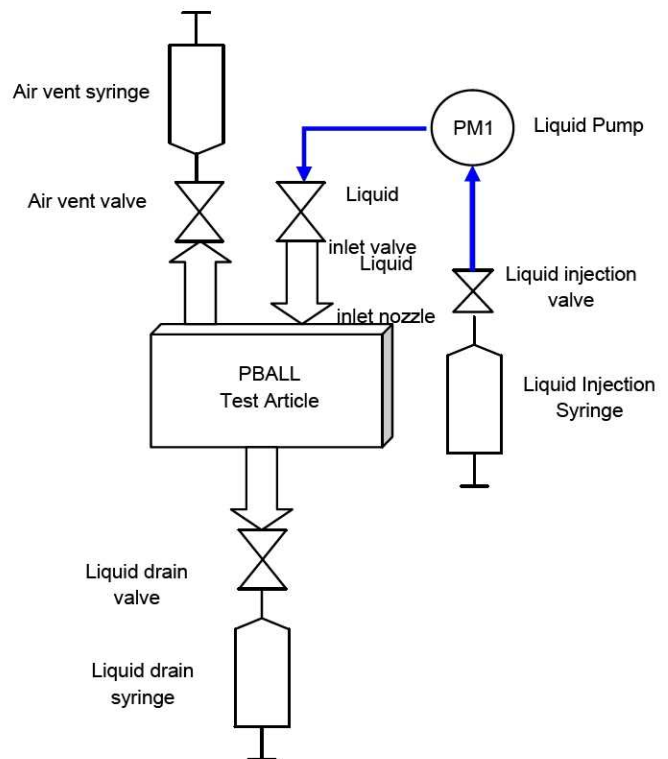 Air vent syringe
PM1
Liquid Pump
Air vent valve
Liquid
inlet valve
Liquid
inlet nozzle
Liquid injection
valve
PBALL
Test Article
Liquid Injection
Syringe
Liquid drain
valve
Liquid drain
syringe